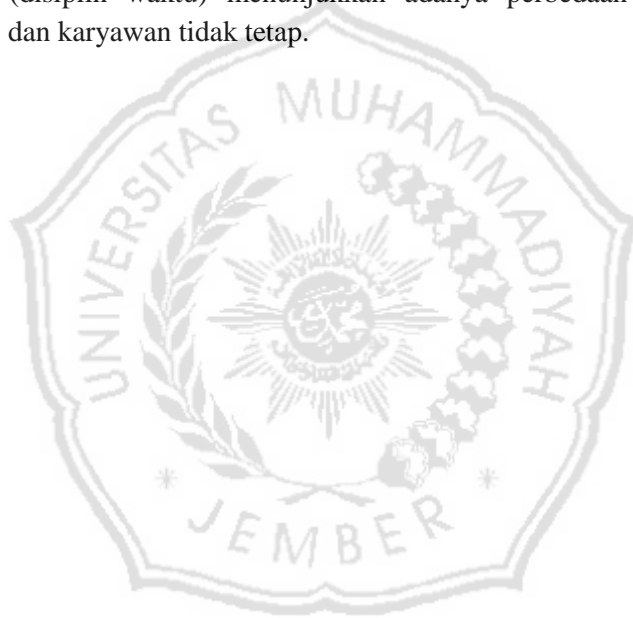 (disiplin waktu) menunjukkan adanya perbedaan
dan karyawan tidak tetap.
UNIVERSITAS MUHAMMADIYAH
JEMBER